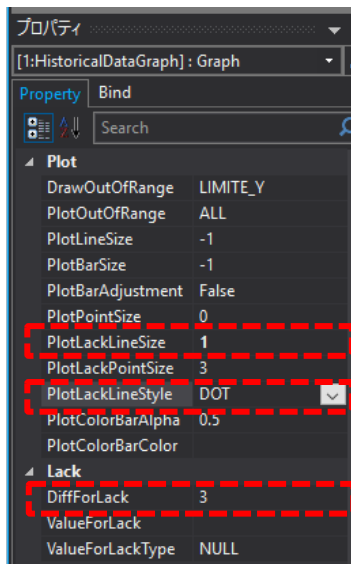 プロパティ
[1:HistoricalDataGraph] : Graph
Property Bind
Search
Plot
DrawOutOfRange LIMITE_Y
PlotOutOfRange ALL
PlotLineSize -1
PlotBarSize -1
PlotBarAdjustment False
PlotPointSize 0
PlotLackLineSize 1
PlotLackPointSize 3
PlotLackLineStyle DOT
PlotColorBarAlpha 0.5
PlotColorBarColor
Lack
DiffForLack 3
ValueForLack
ValueForLackType NULL